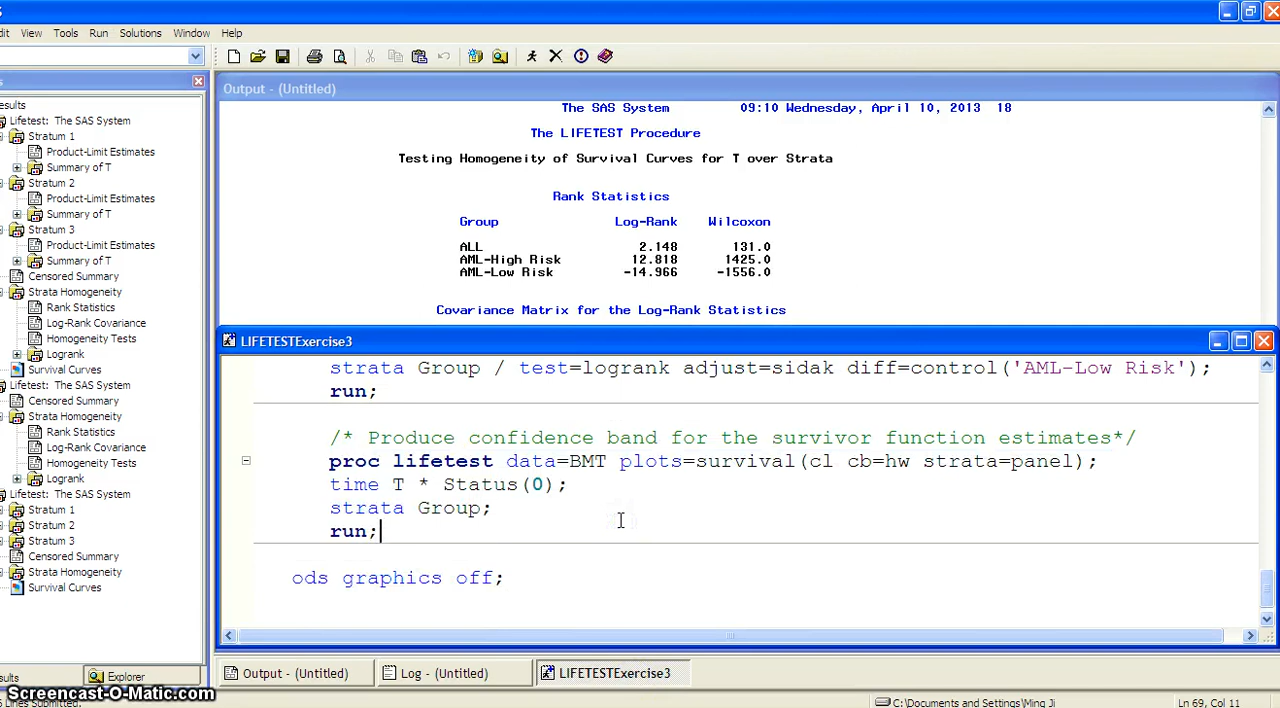 S
dit View Tools Run Solutions Window Help
s
Output - (Untitled)
esults
Lifetest: The SAS System
Stratum 1
Product-Limit Estimates
Summary of T
Stratum 2
Product-Limit Estimates
Summary of T
Stratum 3
Product-Limit Estimates
Summary of T
Censored Summary
Strata Homogeneity
Rank Statistics
Log-Rank Covariance
Homogeneity Tests
Logrank
Survival Curves
Lifetest: The SAS System
Censored Summary
Strata Homogeneity
Rank Statistics
Log-Rank Covariance
Homogeneity Tests
Logrank
Lifetest: The SAS System
Stratum 1
Stratum 2
Stratum 3
Censored Summary
Strata Homogeneity
Survival Curves
esults Explorer
The SAS System 09:10 Wednesday, April 10, 2013 18
The LIFETEST Procedure
Testing Homogeneity of Survival Curves for T over Strata
Rank Statistics
Group Log-Rank Wilcoxon
ALL 2.148 131.0
AML-High Risk 12.818 1425.0
AML-Low Risk -14.966 -1556.0
Covariance Matrix for the Log-Rank Statistics
LIFETESTExercise3
strata Group / test=logrank adjust=sidak diff=control('AML-Low Risk');
run;
/* Produce confidence band for the survivor function estimates*/
proc lifetest data=BMT plots=survival(cl cb=hw strata=panel);
time T * Status(0);
strata Group;
run;
ods graphics off;
Output - (Untitled) Log - (Untitled) LIFETESTExercise3
Screencast-O-Matic.com
Lines Submitted.
C:\Documents and Settings\Ming Ji
Ln 69, Col 11